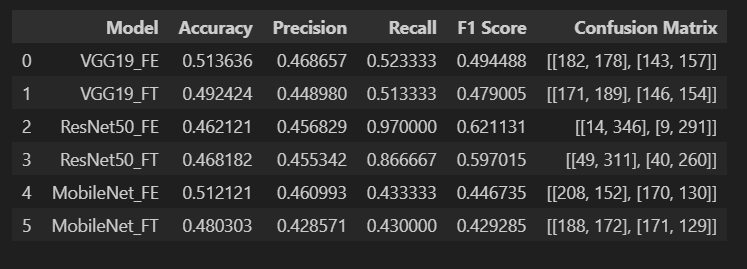 Model Accuracy Precision Recall F1 Score Confusion Matrix
0 VGG19_FE 0.513636 0.468657 0.523333 0.494488 [[182, 178], [143, 157]]
1 VGG19_FT 0.492424 0.448980 0.513333 0.479005 [[171, 189], [146, 154]]
2 ResNet50_FE 0.462121 0.456829 0.970000 0.621131 [[14, 346], [9, 291]]
3 ResNet50_FT 0.468182 0.455342 0.866667 0.597015 [[49, 311], [40, 260]]
4 MobileNet_FE 0.512121 0.460993 0.433333 0.446735 [[208, 152], [170, 130]]
5 MobileNet_FT 0.480303 0.428571 0.430000 0.429285 [[188, 172], [171, 129]]